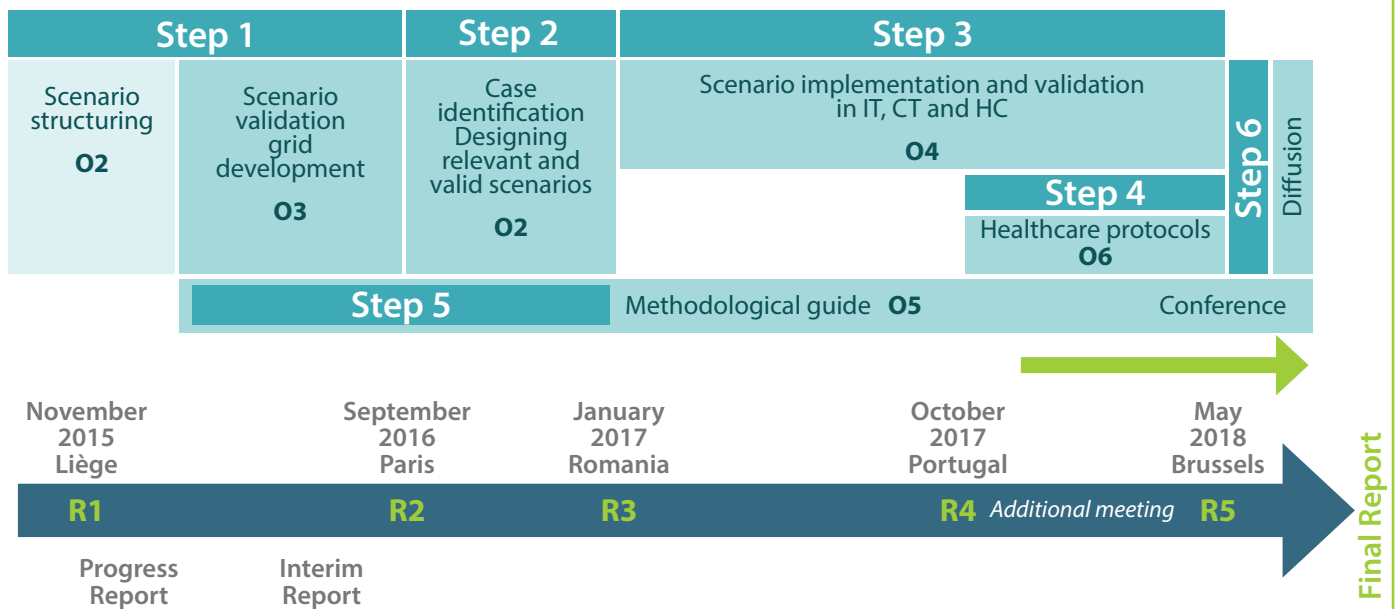 Step 1
Step 2
Step 3
Scenario
structuring
O2
Scenario
validation
grid
development
O3
Case
identification
Designing
relevant and
valid scenarios
O2
Scenario implementation and validation
in IT, CT and HC
O4
Step 4
Healthcare protocols
O6
Step 6
Diffusion
Step 5
Methodological guide O5
Conference
November
2015
Liège
September
2016
Paris
January
2017
Romania
October
2017
Portugal
May
2018
Brussels
R1
R2
R3
R4
Additional meeting
R5
Progress
Report
Interim
Report
Final Report